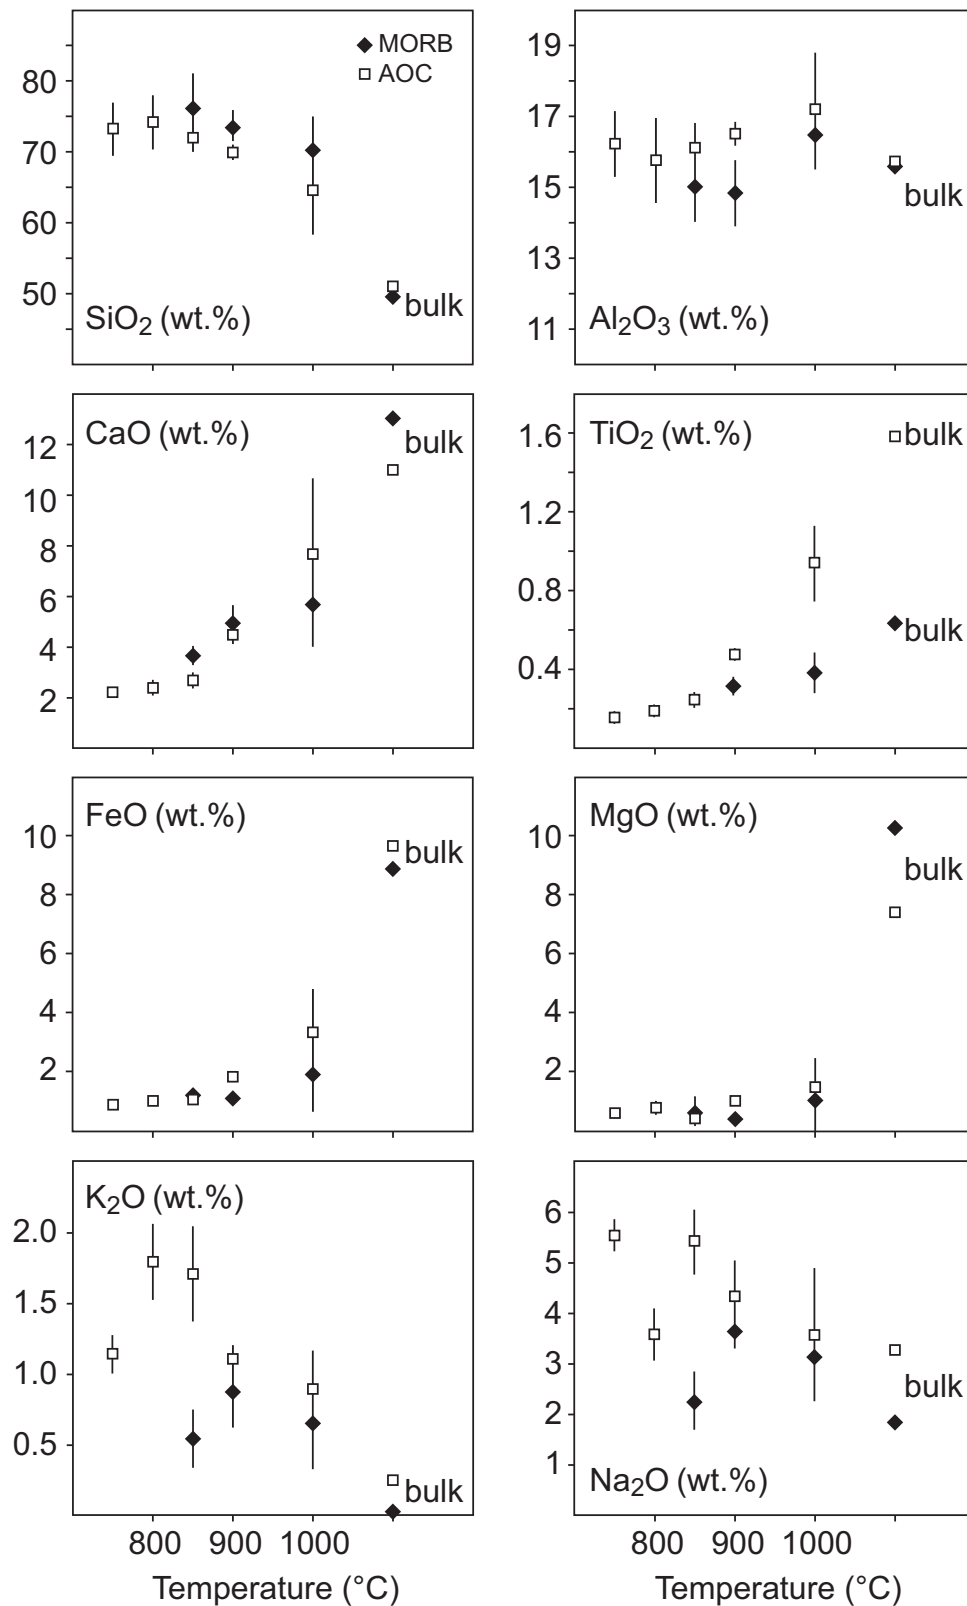 MORB
AOC
80
70
60
50
bulk
SiO2 (wt.%)
19
17
15
13
11
bulk
Al2O3 (wt.%)
CaO (wt.%)
12
10
8
6
4
2
bulk
TiO2 (wt.%)
1.6
1.2
0.8
0.4
bulk
bulk
FeO (wt.%)
10
8
6
4
2
bulk
MgO (wt.%)
10
8
6
4
2
bulk
K2O (wt.%)
2.0
1.5
1.0
0.5
bulk
800 900 1000
Temperature (°C)
6
5
4
3
2
1
bulk
Na2O (wt.%)
800 900 1000
Temperature (°C)